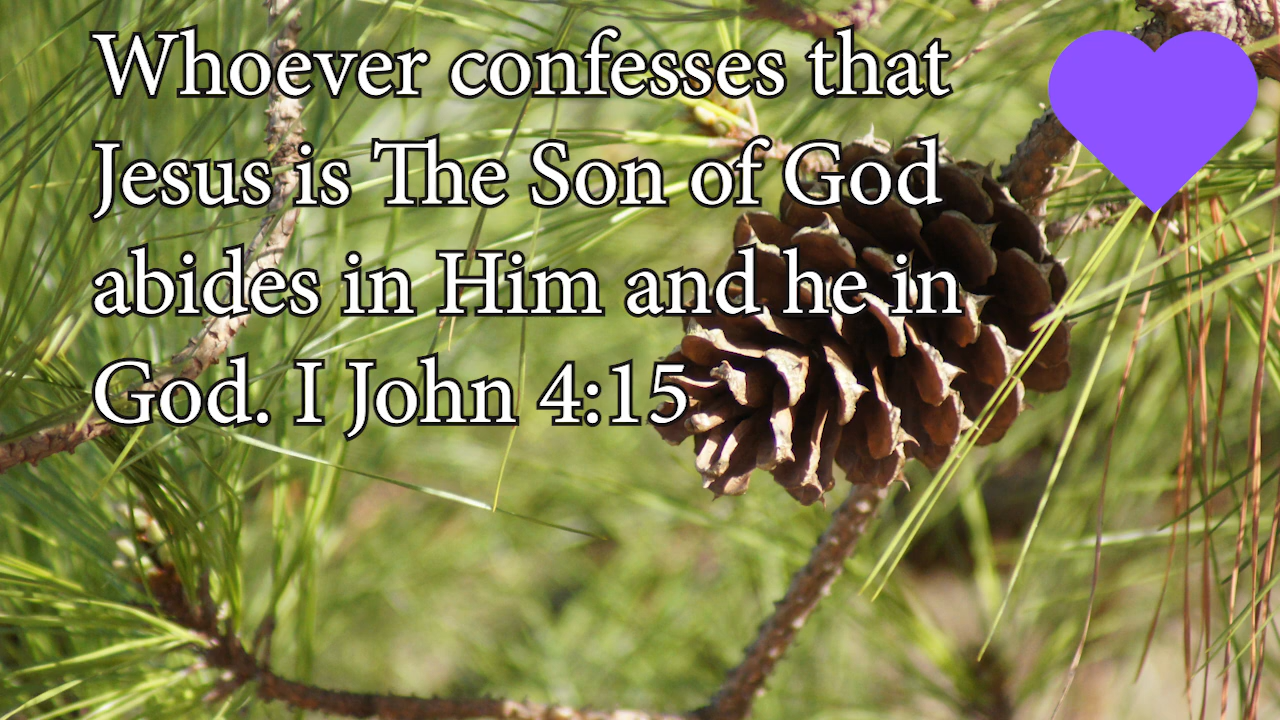 Whoever confesses that
Jesus is The Son of God
abides in Him and he in
God. I John 4:15